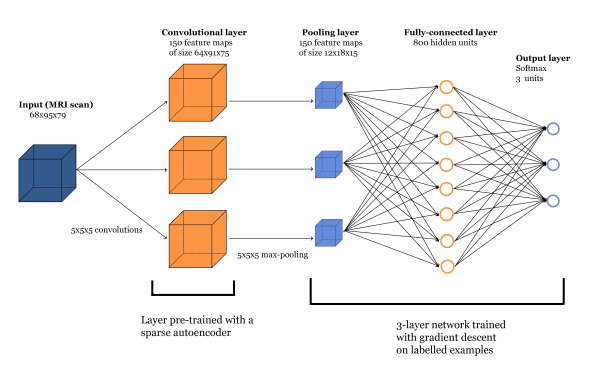 Convolutional layer
150 feature maps
of size 64x91x75
Pooling layer
150 feature maps
of size 12x18x15
Fully-connected layer
800 hidden units
Output layer
Softmax
3 units
Input (MRI scan)
68x95x79
5x5x5 convolutions
5x5x5 max-pooling
Layer pre-trained with a
sparse autoencoder
3-layer network trained
with gradient descent
on labelled examples